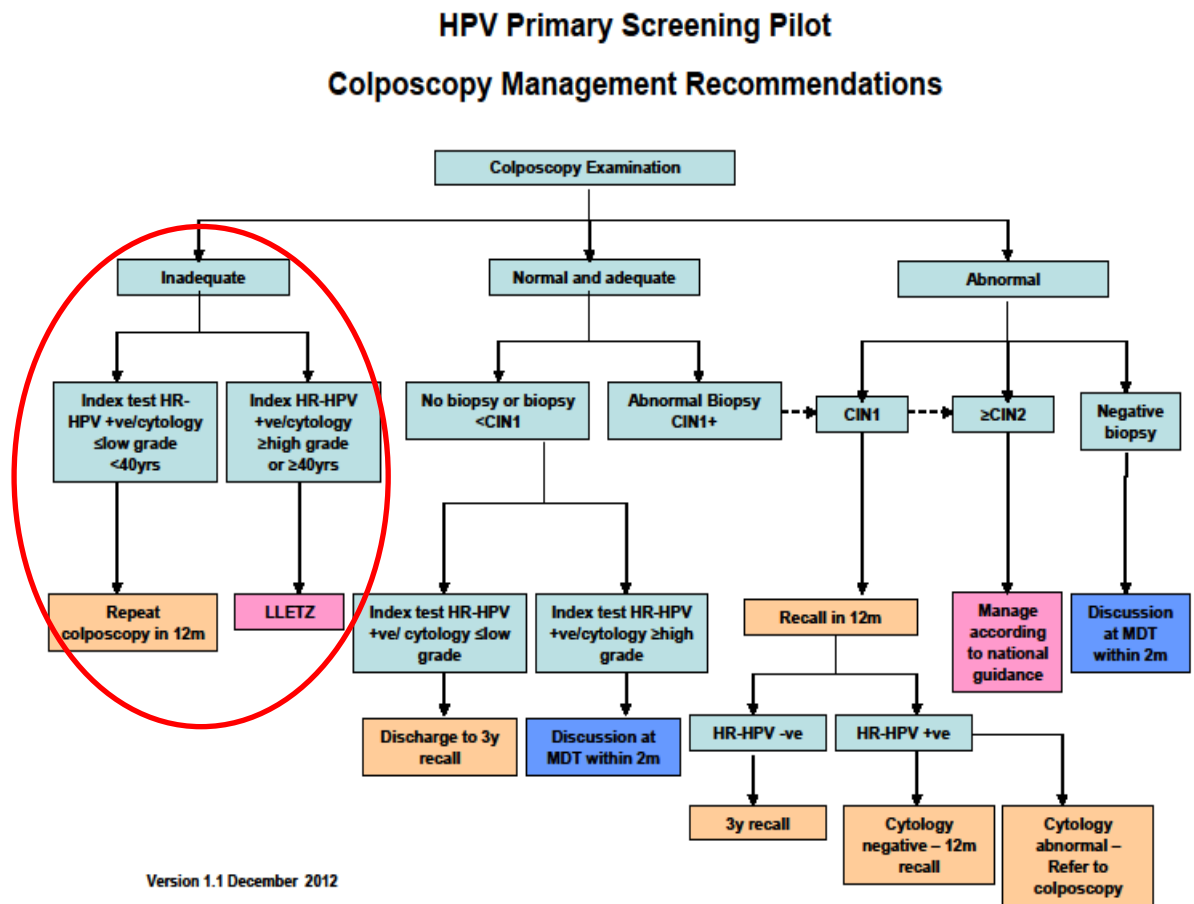 HPV Primary Screening Pilot
Colposcopy Management Recommendations
Colposcopy Examination
Inadequate
Normal and adequate
Abnormal
Index test HR-
HPV +ve/cytology
≤low grade
<40yrs
Index HR-HPV
+ve/cytology
≥high grade
or ≥40yrs
No biopsy or biopsy
<CIN1
Abnormal Biopsy
CIN1+
CIN1
≥CIN2
Negative
biopsy
Repeat
colposcopy in 12m
LLETZ
Index test HR-HPV
+ve/ cytology ≤low
grade
Index test HR-HPV
+ve/cytology ≥high
grade
Recall in 12m
Manage
according
to national
guidance
Discussion
at MDT
within 2m
Discharge to 3y
recall
Discussion at
MDT within 2m
HR-HPV -ve
HR-HPV +ve
3y recall
Cytology
negative – 12m
recall
Cytology
abnormal –
Refer to
colposcopy
Version 1.1 December 2012